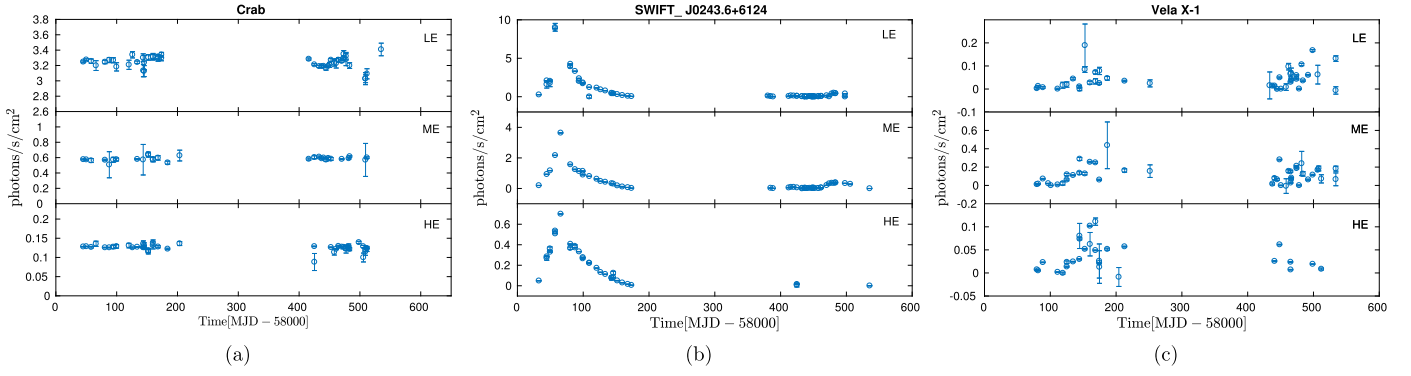 Crab
LE
3.8
3.6
3.4
3.2
3
2.8
2.6
ME
1
0.8
0.6
0.4
0.2
0
HE
0.2
0.15
0.1
0.05
0
0 100 200 300 400 500 600
photons/s/cm²
Time[MJD − 58000]
(a)
SWIFT_ J0243.6+6124
LE
10
5
0
ME
4
2
0
HE
0.6
0.4
0.2
0
0 100 200 300 400 500 600
photons/s/cm²
Time[MJD − 58000]
(b)
Vela X-1
LE
0.2
0.1
0
-0.1
ME
0.6
0.4
0.2
0
-0.2
HE
0.1
0.05
0
-0.05
0 100 200 300 400 500 600
photons/s/cm²
Time[MJD − 58000]
(c)